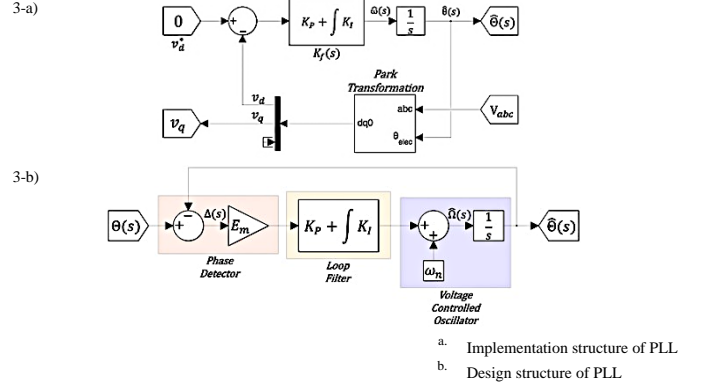 3-a)
0
v_d^*
+
−
K_P + ∫ K_I
K_f(s)
ω̂(s)
1/s
θ̂(s)
Θ̂(s)
Park
Transformation
v_d
v_q
v_q
dq0
abc
θ_elec
V_abc
3-b)
Θ(s)
+
−
Δ(s)
E_m
K_P + ∫ K_I
+
+
Ω̂(s)
1/s
Θ̂(s)
ω_n
Phase
Detector
Loop
Filter
Voltage
Controlled
Oscillator
a. Implementation structure of PLL
b. Design structure of PLL